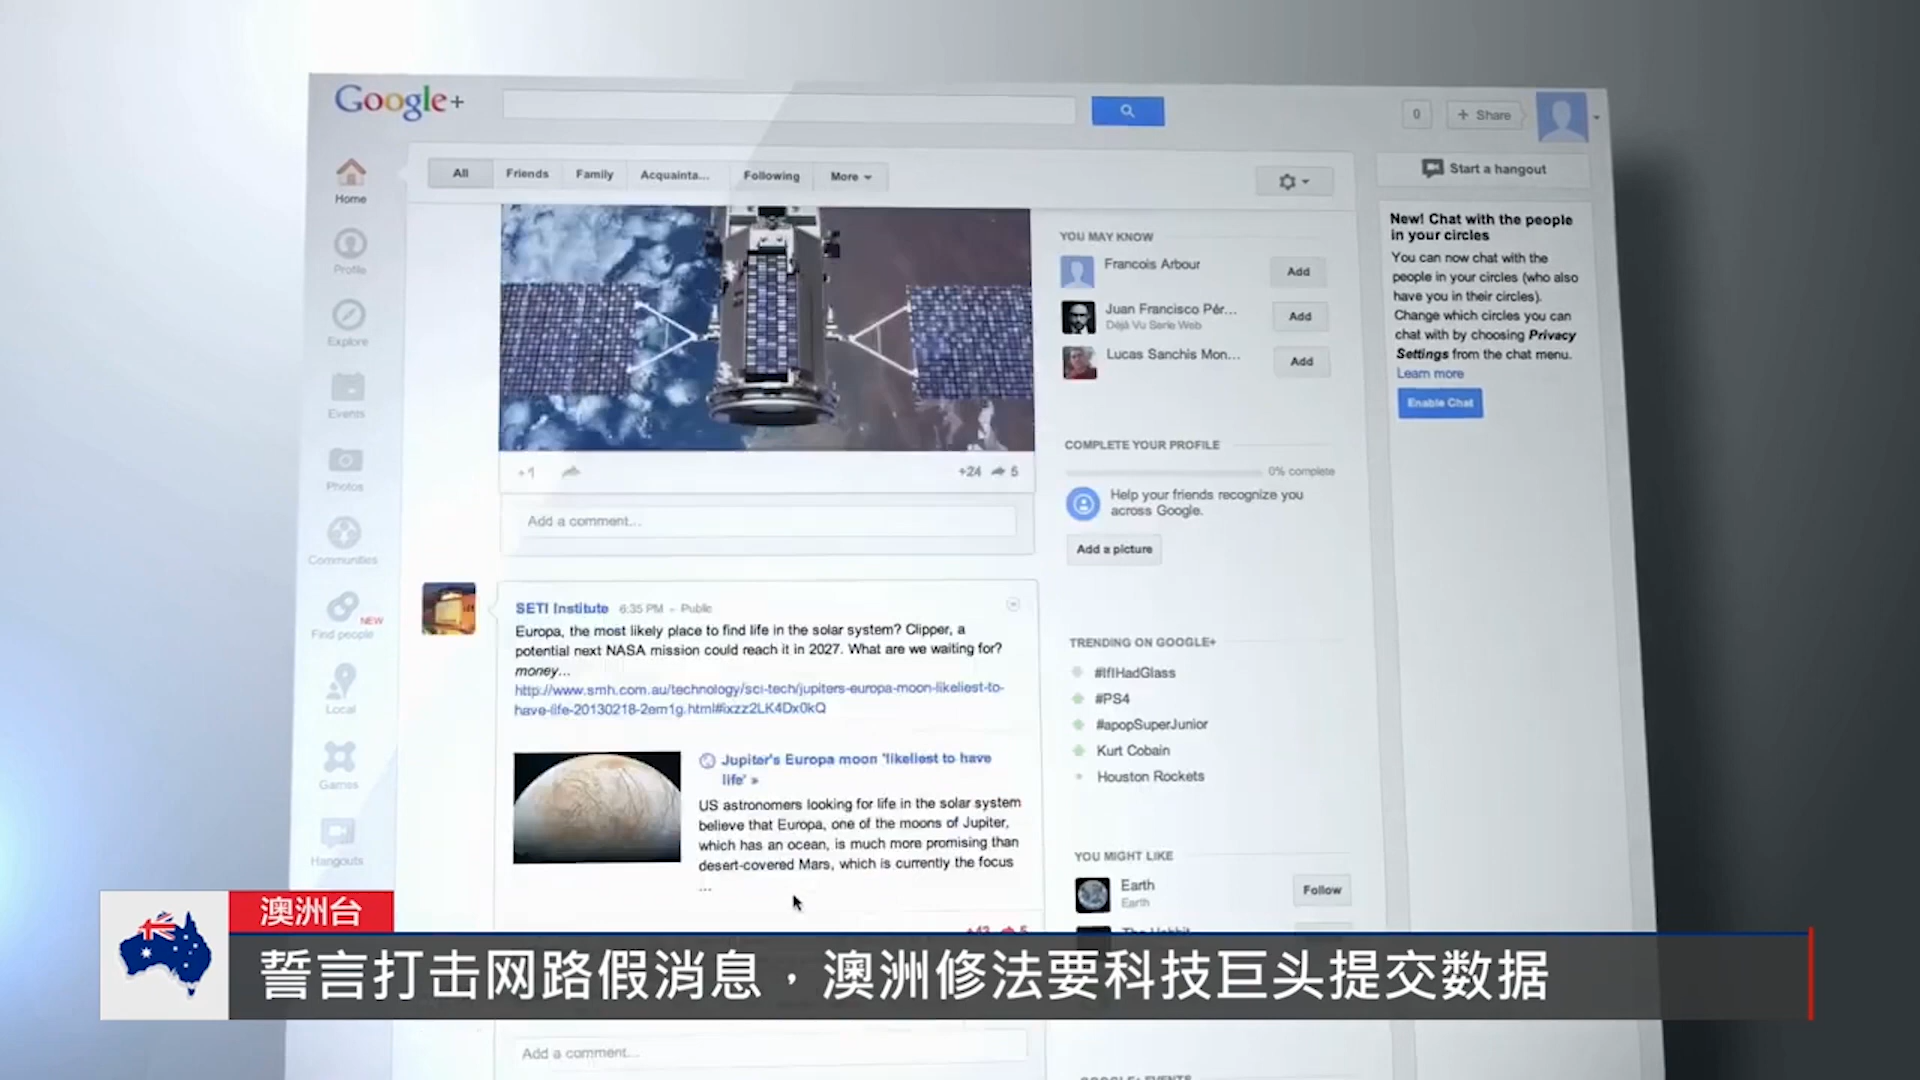 Google+
0
+ Share
Home
Profile
Explore
Events
Photos
Communities
Find people
NEW
Local
Games
Hangouts
All
Friends
Family
Acquainta...
Following
More
+1
+24
5
Add a comment...
SETI Institute 6:35 PM - Public
Europa, the most likely place to find life in the solar system? Clipper, a
potential next NASA mission could reach it in 2027. What are we waiting for?
money...
http://www.smh.com.au/technology/sci-tech/jupiters-europa-moon-likeliest-to-
have-life-20130218-2em1g.html#ixzz2LK4Dx0kQ
Jupiter's Europa moon 'likeliest to have
life' »
US astronomers looking for life in the solar system
believe that Europa, one of the moons of Jupiter,
which has an ocean, is much more promising than
desert-covered Mars, which is currently the focus
...
Add a comment...
YOU MAY KNOW
Francois Arbour
Add
Juan Francisco Pér...
Déjà Vu Serie Web
Add
Lucas Sanchis Mon...
Add
COMPLETE YOUR PROFILE
0% complete
Help your friends recognize you
across Google.
Add a picture
TRENDING ON GOOGLE+
#IfIHadGlass
#PS4
#apopSuperJunior
Kurt Cobain
Houston Rockets
YOU MIGHT LIKE
Earth
Earth
Follow
Start a hangout
New! Chat with the people
in your circles
You can now chat with the
people in your circles (who also
have you in their circles).
Change which circles you can
chat with by choosing Privacy
Settings from the chat menu.
Learn more
Enable Chat
澳洲台
誓言打击网路假消息，澳洲修法要科技巨头提交数据